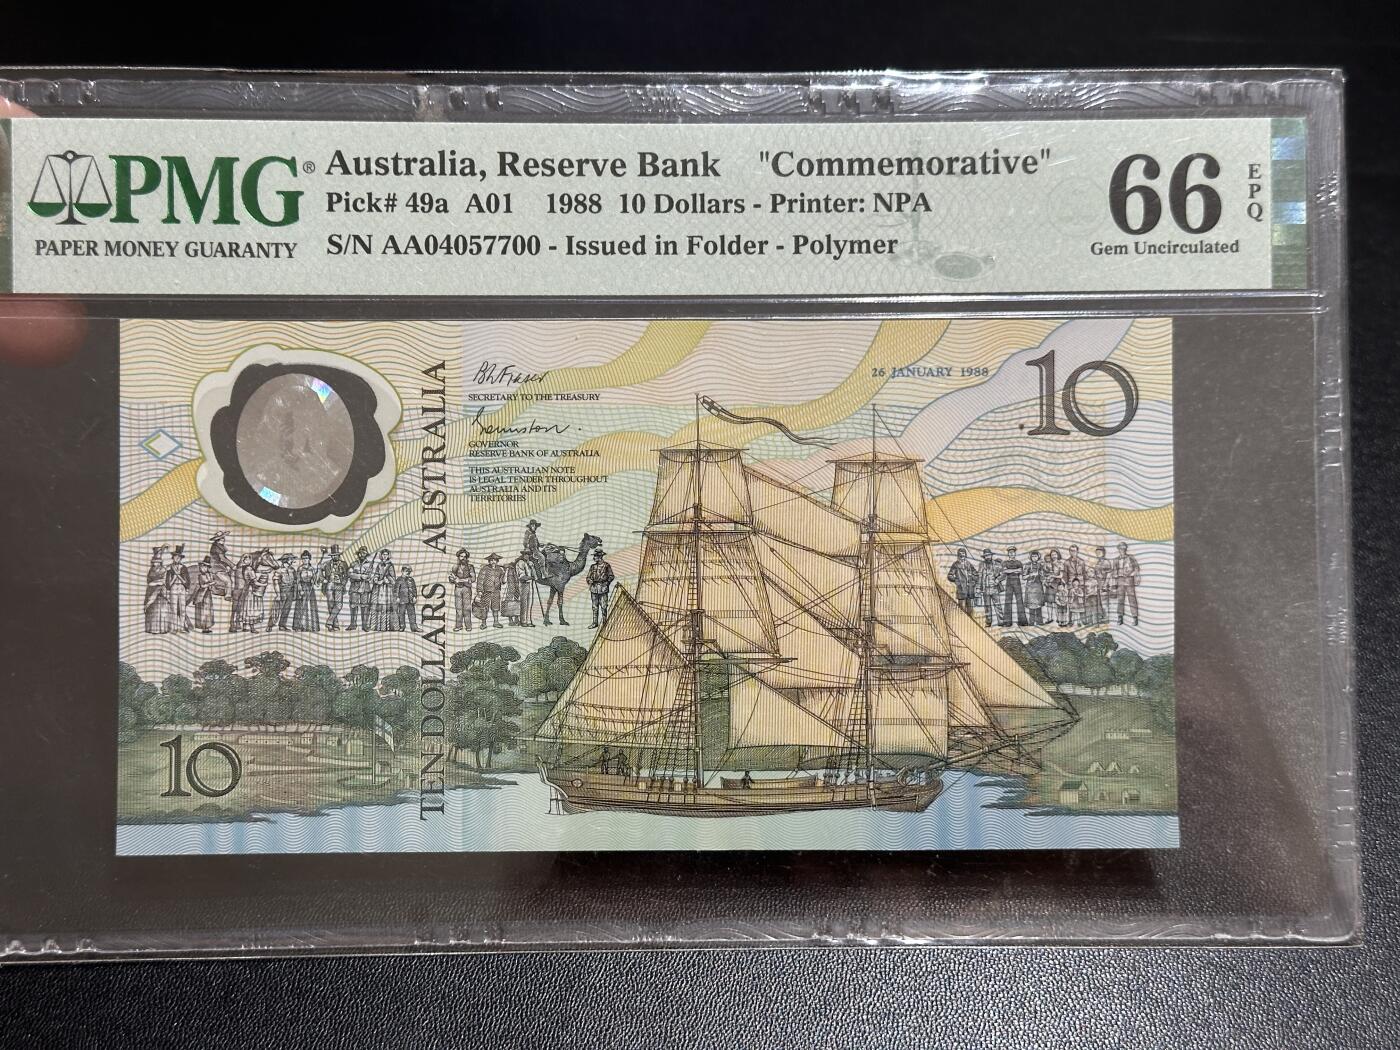 PMG® Australia, Reserve Bank "Commemorative"
Pick# 49a A01 1988 10 Dollars - Printer: NPA
PAPER MONEY GUARANTY
S/N AA04057700 - Issued in Folder - Polymer
66
EPQ
Gem Uncirculated
BWFraser
SECRETARY TO THE TREASURY
GOVERNOR
RESERVE BANK OF AUSTRALIA
THIS AUSTRALIAN NOTE
IS LEGAL TENDER THROUGHOUT
AUSTRALIA AND ITS
TERRITORIES
26 JANUARY 1988
10
TEN DOLLARS AUSTRALIA
10